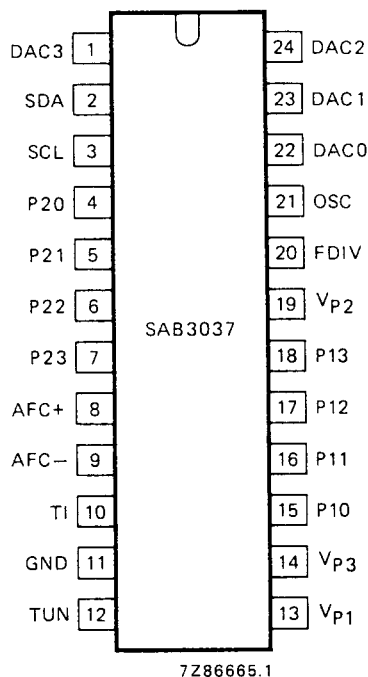 DAC3 1 24 DAC2
SDA 2 23 DAC1
SCL 3 22 DAC0
P20 4 21 OSC
P21 5 20 FDIV
P22 6 19 VP2
SAB3037
P23 7 18 P13
AFC+ 8 17 P12
AFC− 9 16 P11
TI 10 15 P10
GND 11 14 VP3
TUN 12 13 VP1
7Z86665.1